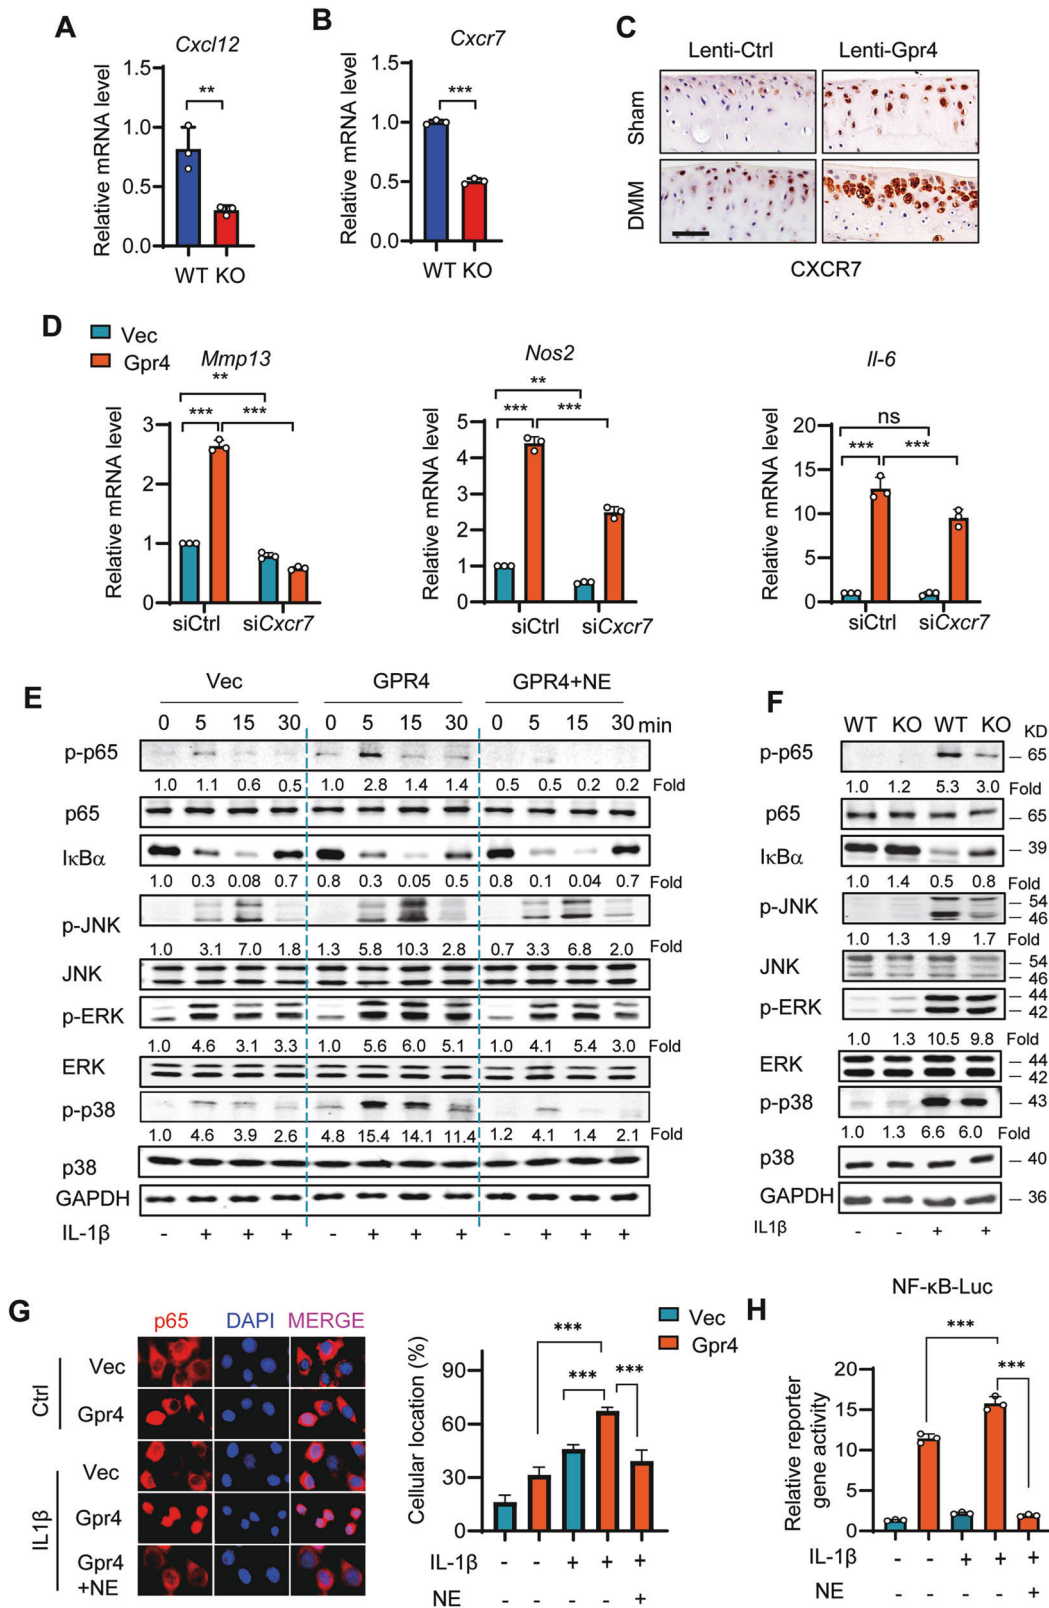 A
Cxcl12
Relative mRNA level
1.5
1.0
0.5
0.0
**
WT KO
B
Cxcr7
Relative mRNA level
1.5
1.0
0.5
0.0
***
WT KO
C
Lenti-Ctrl Lenti-Gpr4
Sham
DMM
CXCR7
D
Vec
Gpr4
Mmp13
**
*** ***
Relative mRNA level
3
2
1
0
siCtrl siCxcr7
Nos2
**
*** ***
Relative mRNA level
5
4
3
2
1
0
siCtrl siCxcr7
Il-6
ns
*** ***
Relative mRNA level
20
15
10
5
0
siCtrl siCxcr7
E
Vec GPR4 GPR4+NE
0 5 15 30 0 5 15 30 0 5 15 30 min
p-p65
1.0 1.1 0.6 0.5 1.0 2.8 1.4 1.4 0.5 0.5 0.2 0.2 Fold
p65
IκBα
1.0 0.3 0.08 0.7 0.8 0.3 0.05 0.5 0.8 0.1 0.04 0.7 Fold
p-JNK
1.0 3.1 7.0 1.8 1.3 5.8 10.3 2.8 0.7 3.3 6.8 2.0 Fold
JNK
p-ERK
1.0 4.6 3.1 3.3 1.0 5.6 6.0 5.1 1.0 4.1 5.4 3.0 Fold
ERK
p-p38
1.0 4.6 3.9 2.6 4.8 15.4 14.1 11.4 1.2 4.1 1.4 2.1 Fold
p38
GAPDH
IL-1β - + + + - + + + - + + +
F
WT KO WT KO KD
p-p65 – 65
1.0 1.2 5.3 3.0 Fold
p65 – 65
IκBα – 39
1.0 1.4 0.5 0.8 Fold
p-JNK – 54
– 46
1.0 1.3 1.9 1.7 Fold
JNK – 54
– 46
p-ERK – 44
– 42
1.0 1.3 10.5 9.8 Fold
ERK – 44
– 42
p-p38 – 43
1.0 1.3 6.6 6.0 Fold
p38 – 40
GAPDH – 36
IL1β - - + +
G
p65 DAPI MERGE
Ctrl
Vec
Gpr4
IL1β
Vec
Gpr4
Gpr4
+NE
Vec
Gpr4
Cellular location (%)
90
60
30
0
***
*** ***
IL-1β - - + + +
NE - - - - +
H
NF-κB-Luc
Relative reporter
gene activity
20
15
10
5
0
***
***
IL-1β - - + + +
NE - - - - +